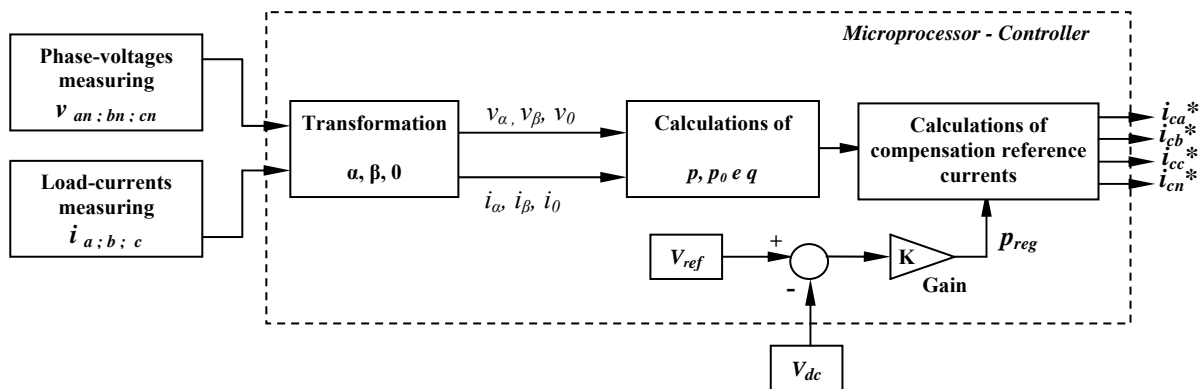 Microprocessor - Controller
Phase-voltages
measuring
v an ; bn ; cn
Load-currents
measuring
i a ; b ; c
Transformation
α, β, 0
vα , vβ, v0
iα, iβ, i0
Calculations of
p, p0 e q
Calculations of
compensation reference
currents
ica*
icb*
icc*
icn*
Vref
+
-
K
Gain
preg
Vdc